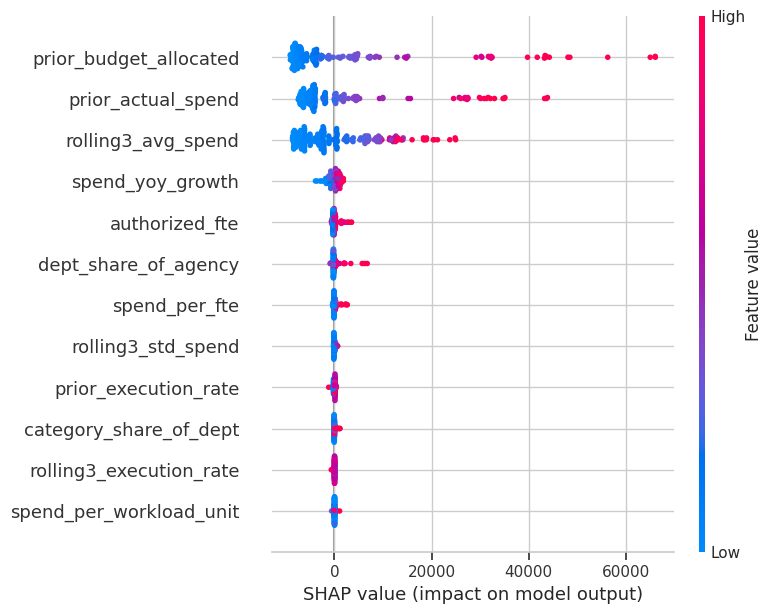 High
prior_budget_allocated
prior_actual_spend
rolling3_avg_spend
spend_yoy_growth
authorized_fte
dept_share_of_agency
spend_per_fte
rolling3_std_spend
prior_execution_rate
category_share_of_dept
rolling3_execution_rate
spend_per_workload_unit
Feature value
Low
0 20000 40000 60000
SHAP value (impact on model output)